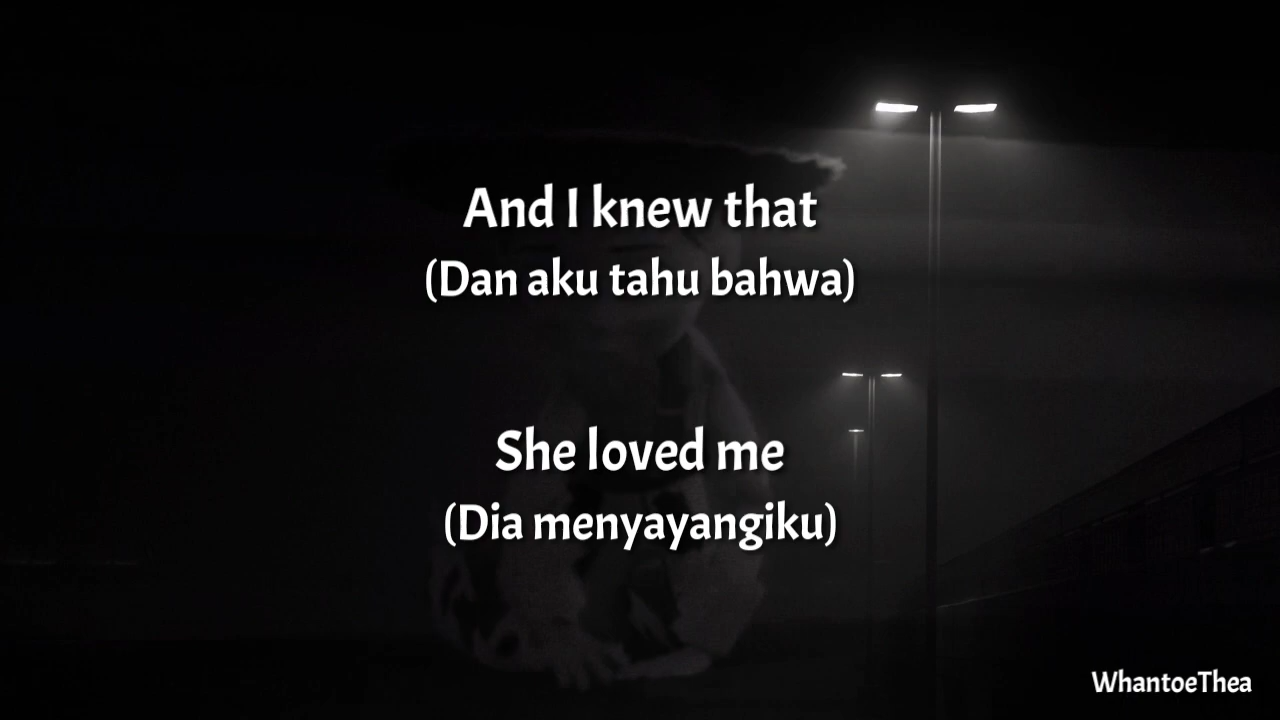 And I knew that
(Dan aku tahu bahwa)
She loved me
(Dia menyayangiku)
WhantoeThea